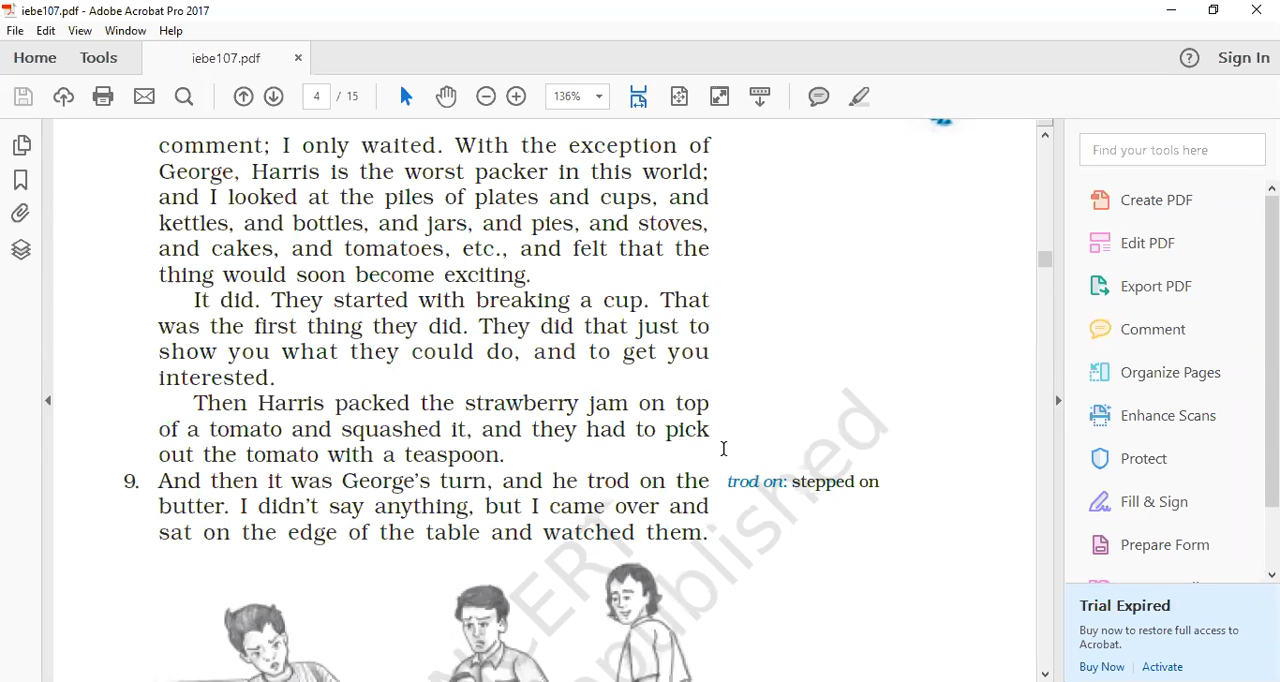 iebe107.pdf - Adobe Acrobat Pro 2017
File Edit View Window Help
Home Tools iebe107.pdf × Sign In
4 / 15 136%
comment; I only waited. With the exception of
George, Harris is the worst packer in this world;
and I looked at the piles of plates and cups, and
kettles, and bottles, and jars, and pies, and stoves,
and cakes, and tomatoes, etc., and felt that the
thing would soon become exciting.
It did. They started with breaking a cup. That
was the first thing they did. They did that just to
show you what they could do, and to get you
interested.
Then Harris packed the strawberry jam on top
of a tomato and squashed it, and they had to pick
out the tomato with a teaspoon.
9. And then it was George's turn, and he trod on the
trod on: stepped on
butter. I didn't say anything, but I came over and
sat on the edge of the table and watched them.
NCERT
republished
Find your tools here
Create PDF
Edit PDF
Export PDF
Comment
Organize Pages
Enhance Scans
Protect
Fill & Sign
Prepare Form
Trial Expired
Buy now to restore full access to
Acrobat.
Buy Now Activate